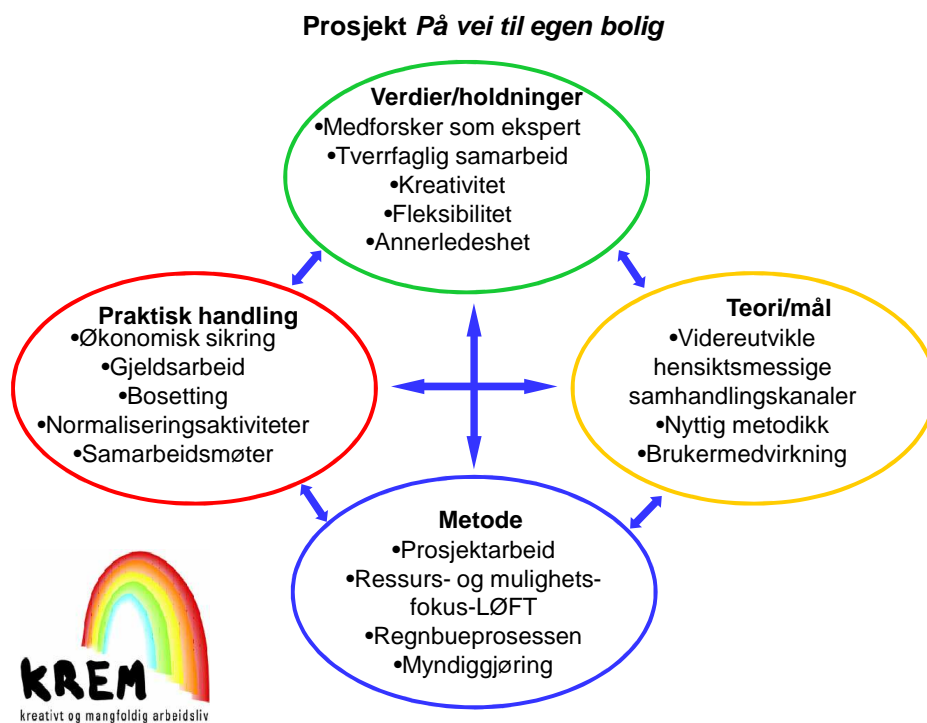 Prosjekt På vei til egen bolig
Verdier/holdninger
•Medforsker som ekspert
•Tverrfaglig samarbeid
•Kreativitet
•Fleksibilitet
•Annerledeshet
Praktisk handling
•Økonomisk sikring
•Gjeldsarbeid
•Bosetting
•Normaliseringsaktiviteter
•Samarbeidsmøter
Teori/mål
•Videreutvikle
hensiktsmessige
samhandlingskanaler
•Nyttig metodikk
•Brukermedvirkning
Metode
•Prosjektarbeid
•Ressurs- og mulighets-
fokus-LØFT
•Regnbueprosessen
•Myndiggjøring
KREM
kreativt og mangfoldig arbeidsliv